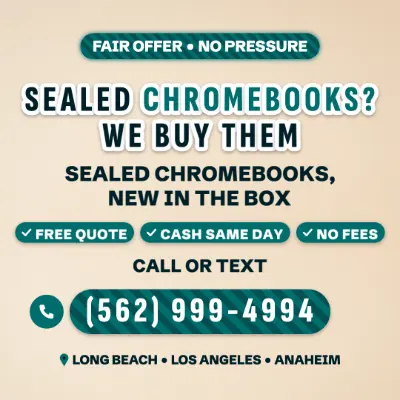 FAIR OFFER • NO PRESSURE
SEALED CHROMEBOOKS?
WE BUY THEM
SEALED CHROMEBOOKS,
NEW IN THE BOX
✓ FREE QUOTE ✓ CASH SAME DAY ✓ NO FEES
CALL OR TEXT
(562) 999-4994
LONG BEACH • LOS ANGELES • ANAHEIM